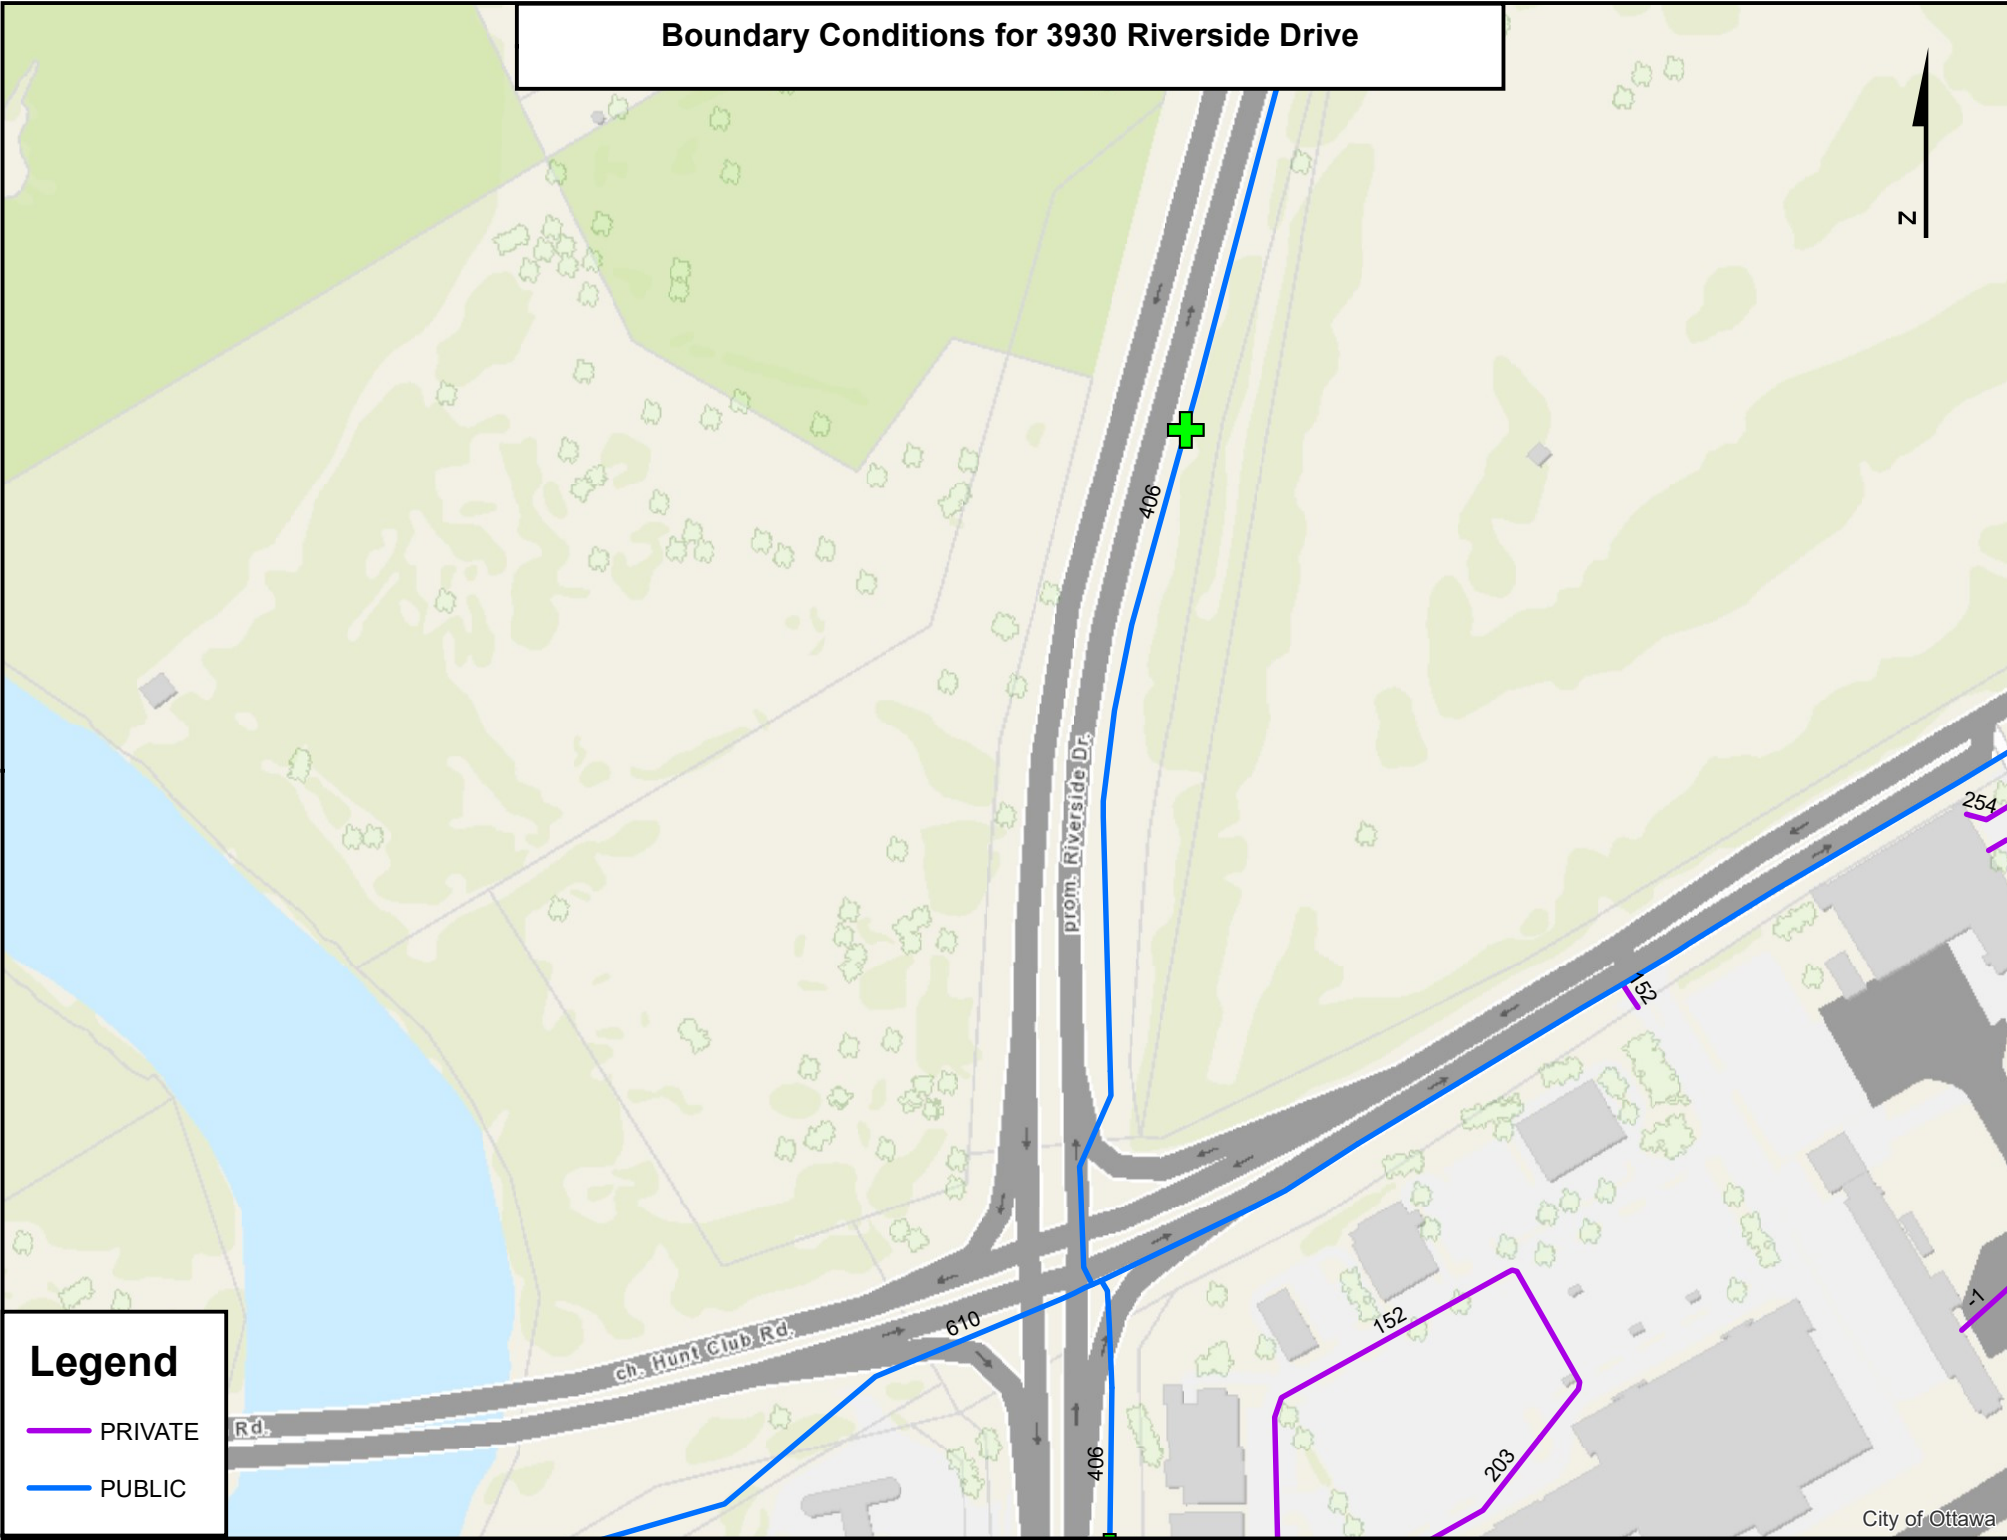 Boundary Conditions for 3930 Riverside Drive
Z
406
prom. Riverside Dr.
254
152
610
ch. Hunt Club Rd.
152
-1
Rd.
406
203
Legend
PRIVATE
PUBLIC
City of Ottawa